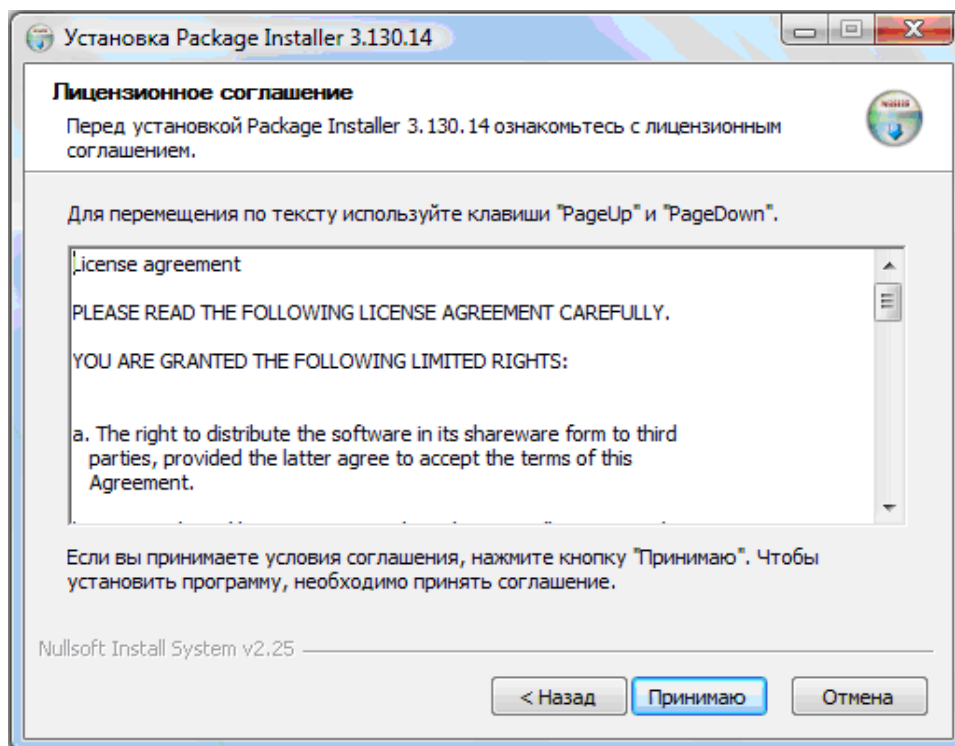 Установка Package Installer 3.130.14
Лицензионное соглашение
Перед установкой Package Installer 3.130.14 ознакомьтесь с лицензионным
соглашением.
Для перемещения по тексту используйте клавиши "PageUp" и "PageDown".
License agreement
PLEASE READ THE FOLLOWING LICENSE AGREEMENT CAREFULLY.
YOU ARE GRANTED THE FOLLOWING LIMITED RIGHTS:
a. The right to distribute the software in its shareware form to third
parties, provided the latter agree to accept the terms of this
Agreement.
Если вы принимаете условия соглашения, нажмите кнопку "Принимаю". Чтобы
установить программу, необходимо принять соглашение.
Nullsoft Install System v2.25
< Назад
Принимаю
Отмена